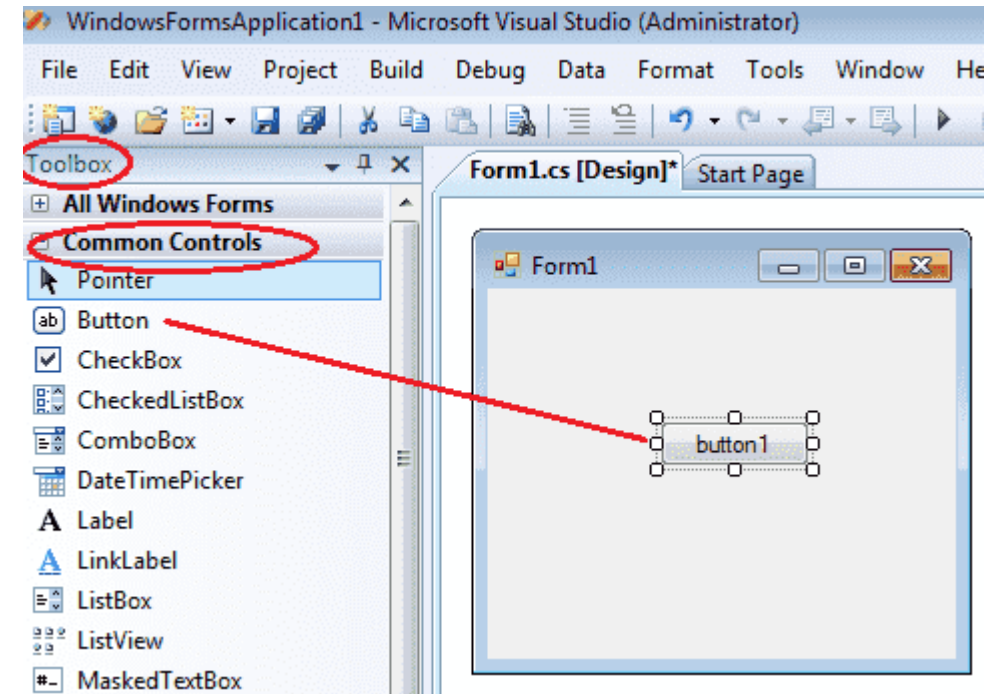 WindowsFormsApplication1 - Microsoft Visual Studio (Administrator)
File Edit View Project Build Debug Data Format Tools Window He
Toolbox
Form1.cs [Design]* Start Page
All Windows Forms
Common Controls
Pointer
ab Button
CheckBox
CheckedListBox
ComboBox
DateTimePicker
A Label
A LinkLabel
ListBox
ListView
#_ MaskedTextBox
Form1
button1